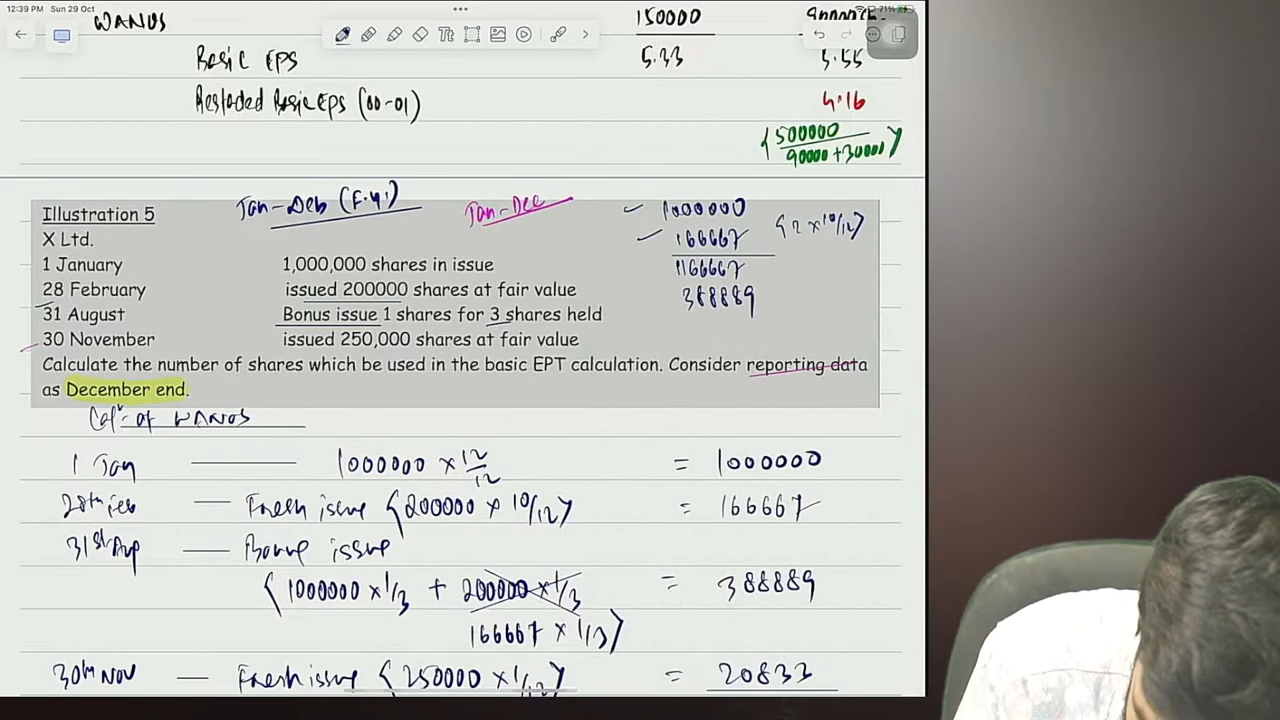 12:39 PM Sun 29 Oct
71%
WANOS 150000
Basic EPS 5.33 5.55
Restated Basic EPS (00-01) 4.16
{500000
90000 + 30000}
Jan-Deb (F.Y.) Jan-Dec
Illustration 5
X Ltd.
1 January 1,000,000 shares in issue
28 February issued 200000 shares at fair value
31 August Bonus issue 1 shares for 3 shares held
30 November issued 250,000 shares at fair value
Calculate the number of shares which be used in the basic EPT calculation. Consider reporting data
as December end.
1000000
166667 {2 x 10/12}
1166667
388889
Calⁿ of WANOS
1 Jan — 1000000 x 12/12 = 1000000
28th Feb — Fresh issue {200000 x 10/12} = 166667
31st Aug — Bonus issue
{1000000 x 1/3 + 200000 x 1/3 = 388889
166667 x 1/3}
30th Nov — Fresh issue {250000 x 1/12} = 20833